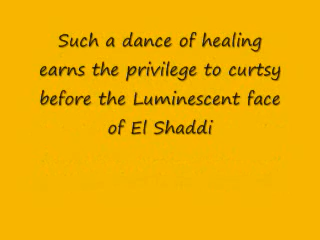 Such a dance of healing
earns the privilege to curtsy
before the Luminescent face
of El Shaddi